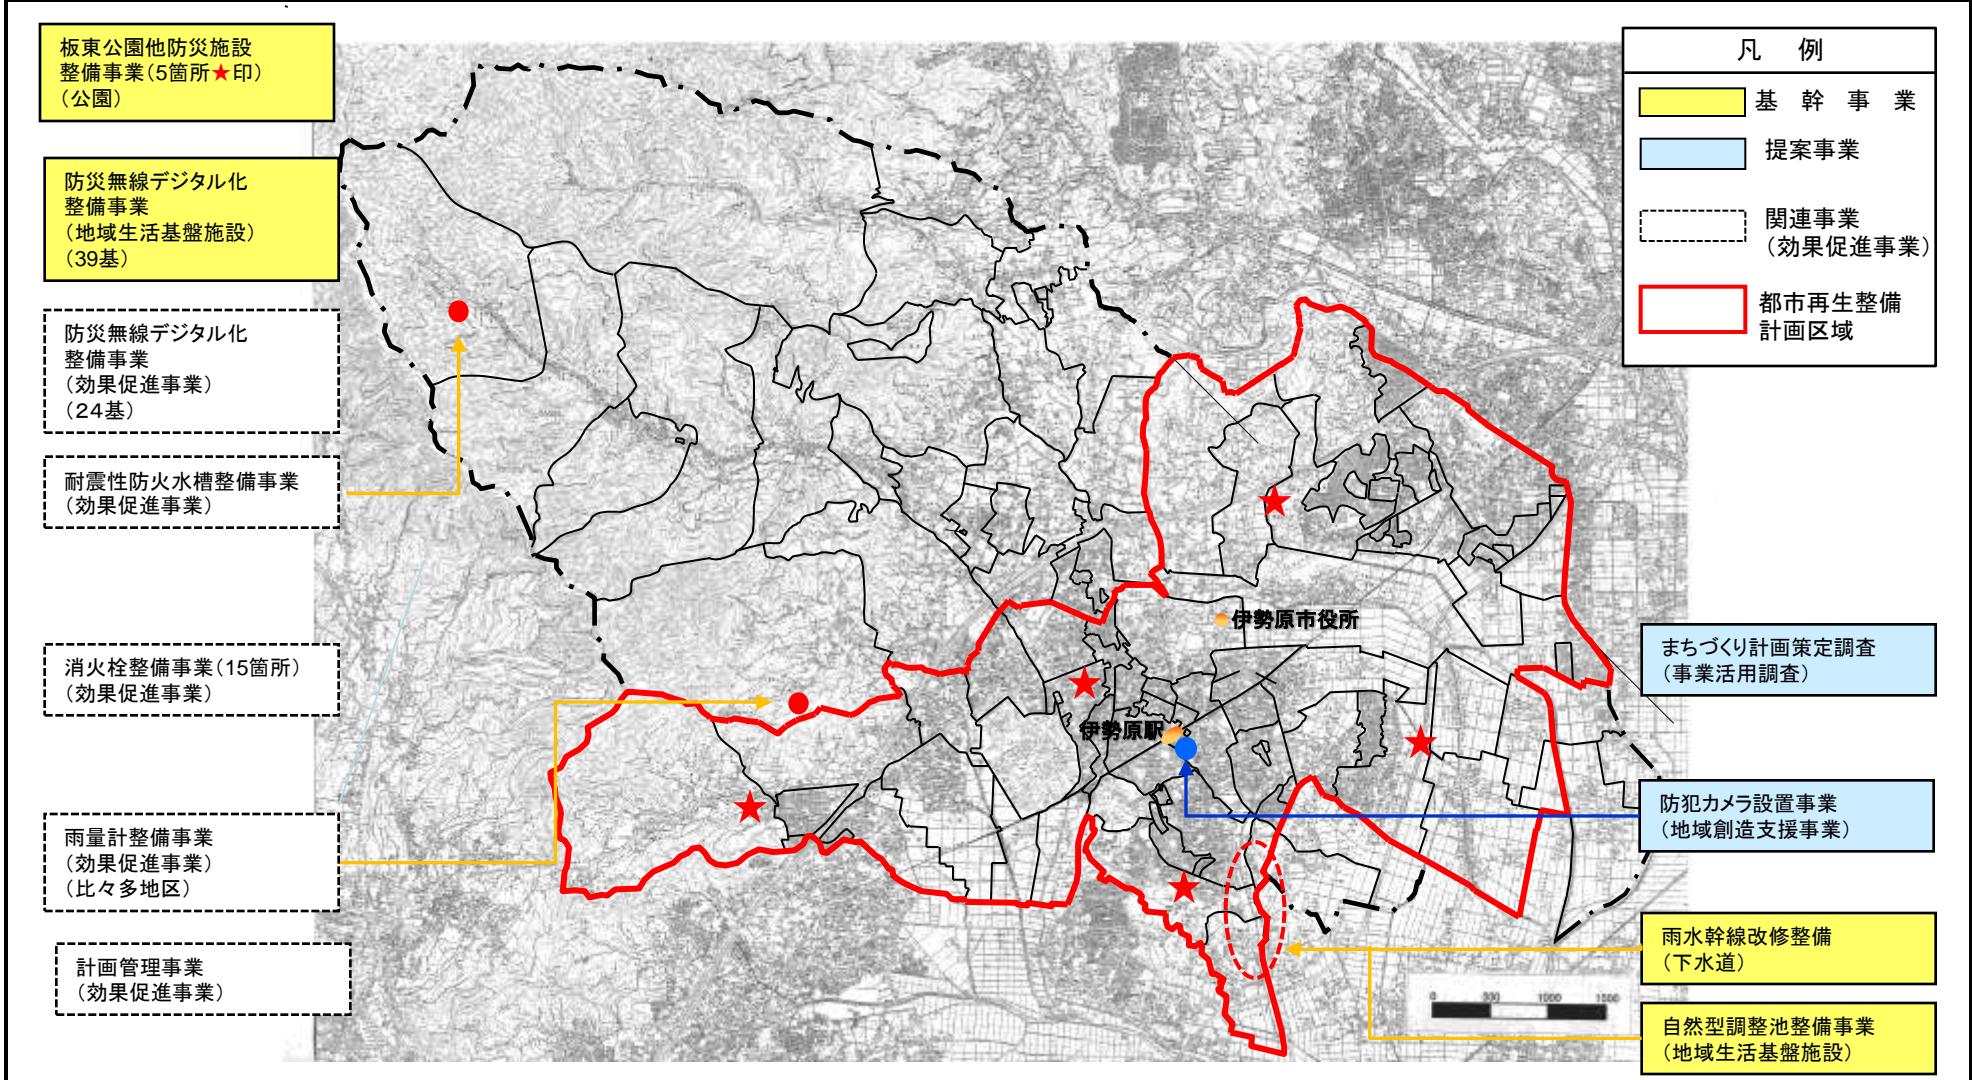 板東公園他防災施設
整備事業(5箇所★印)
(公園)
防災無線デジタル化
整備事業
(地域生活基盤施設)
(39基)
防災無線デジタル化
整備事業
(効果促進事業)
(24基)
耐震性防火水槽整備事業
(効果促進事業)
消火栓整備事業(15箇所)
(効果促進事業)
雨量計整備事業
(効果促進事業)
(比々多地区)
計画管理事業
(効果促進事業)
伊勢原市役所
伊勢原駅
凡 例
基 幹 事 業
提案事業
関連事業
(効果促進事業)
都市再生整備
計画区域
まちづくり計画策定調査
(事業活用調査)
防犯カメラ設置事業
(地域創造支援事業)
雨水幹線改修整備
(下水道)
自然型調整池整備事業
(地域生活基盤施設)
0 500 1000 1500